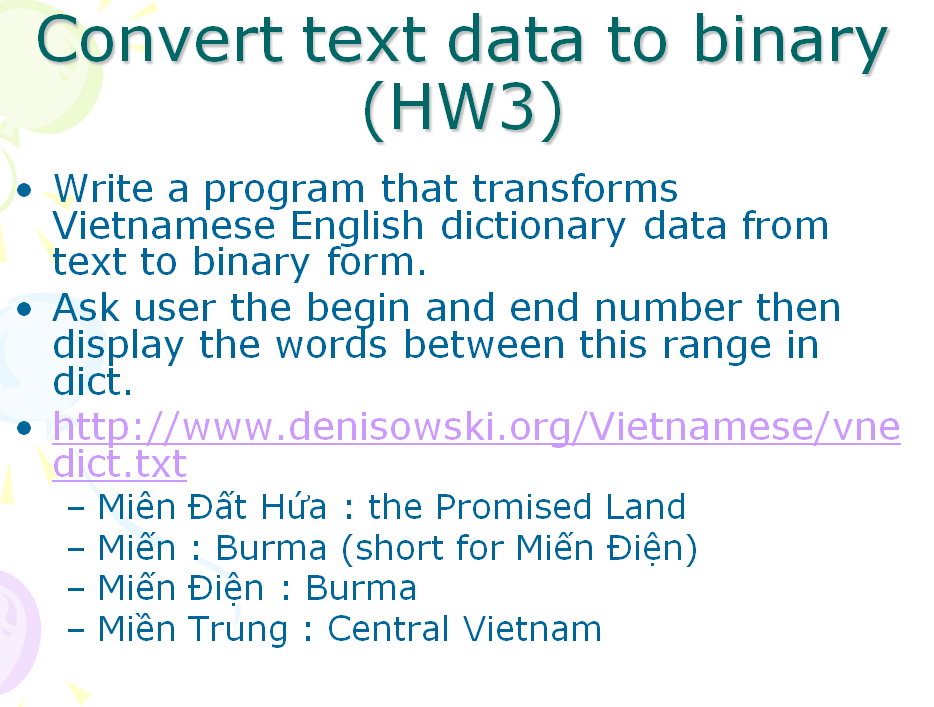 Convert text data to binary
(HW3)
• Write a program that transforms
Vietnamese English dictionary data from
text to binary form.
• Ask user the begin and end number then
display the words between this range in
dict.
• http://www.denisowski.org/Vietnamese/vne
dict.txt
– Miên Đất Hứa : the Promised Land
– Miến : Burma (short for Miến Điện)
– Miến Điện : Burma
– Miền Trung : Central Vietnam